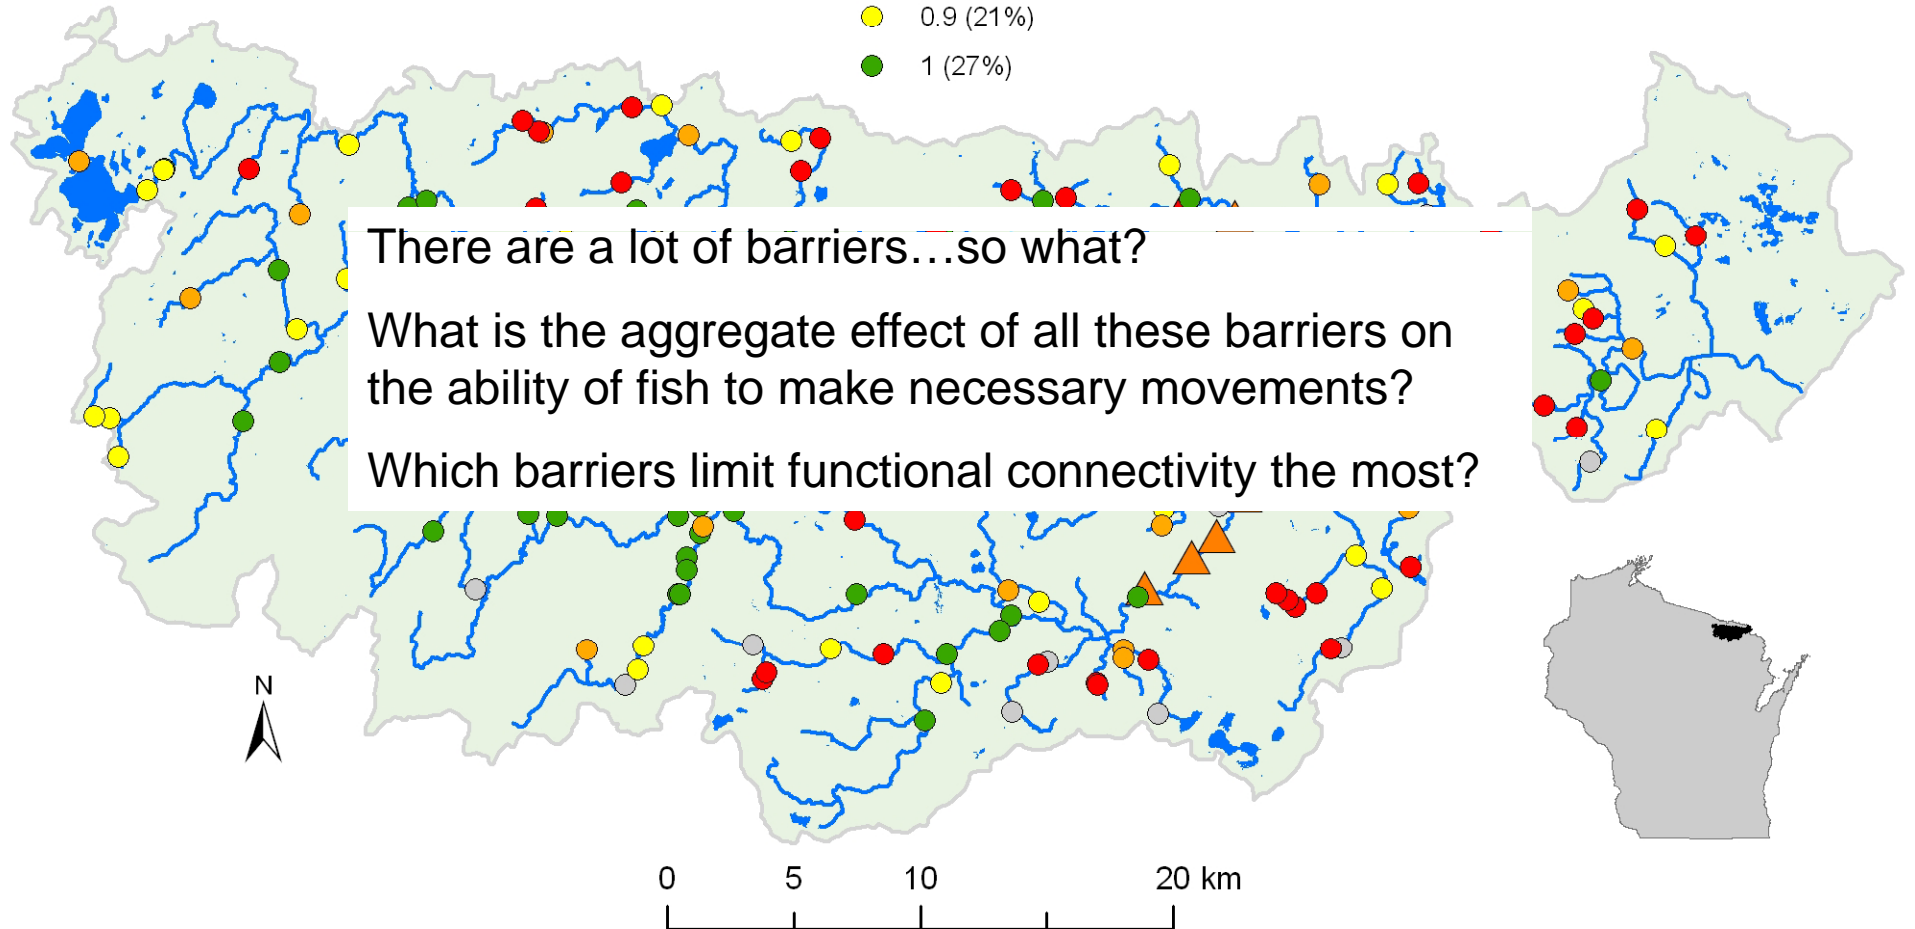 0.9 (21%)
1 (27%)
There are a lot of barriers…so what?
What is the aggregate effect of all these barriers on
the ability of fish to make necessary movements?
Which barriers limit functional connectivity the most?
N
0 5 10 20 km